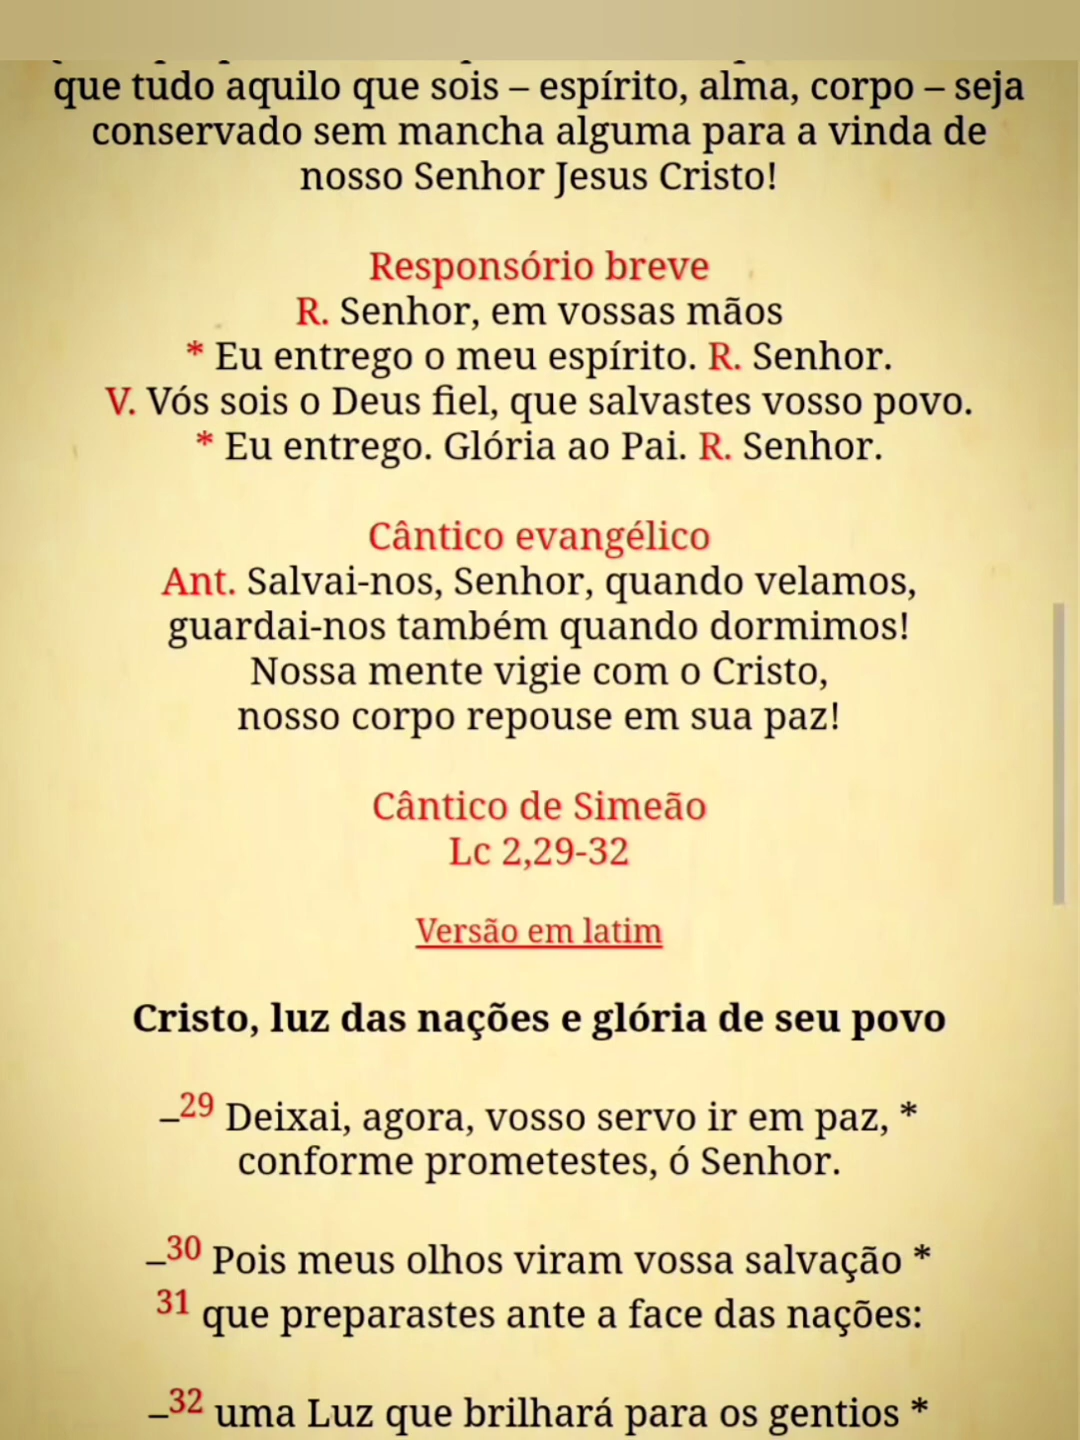 que tudo aquilo que sois – espírito, alma, corpo – seja
conservado sem mancha alguma para a vinda de
nosso Senhor Jesus Cristo!
Responsório breve
R. Senhor, em vossas mãos
* Eu entrego o meu espírito. R. Senhor.
V. Vós sois o Deus fiel, que salvastes vosso povo.
* Eu entrego. Glória ao Pai. R. Senhor.
Cântico evangélico
Ant. Salvai-nos, Senhor, quando velamos,
guardai-nos também quando dormimos!
Nossa mente vigie com o Cristo,
nosso corpo repouse em sua paz!
Cântico de Simeão
Lc 2,29-32
Versão em latim
Cristo, luz das nações e glória de seu povo
–29 Deixai, agora, vosso servo ir em paz, *
conforme prometestes, ó Senhor.
–30 Pois meus olhos viram vossa salvação *
31 que preparastes ante a face das nações:
–32 uma Luz que brilhará para os gentios *